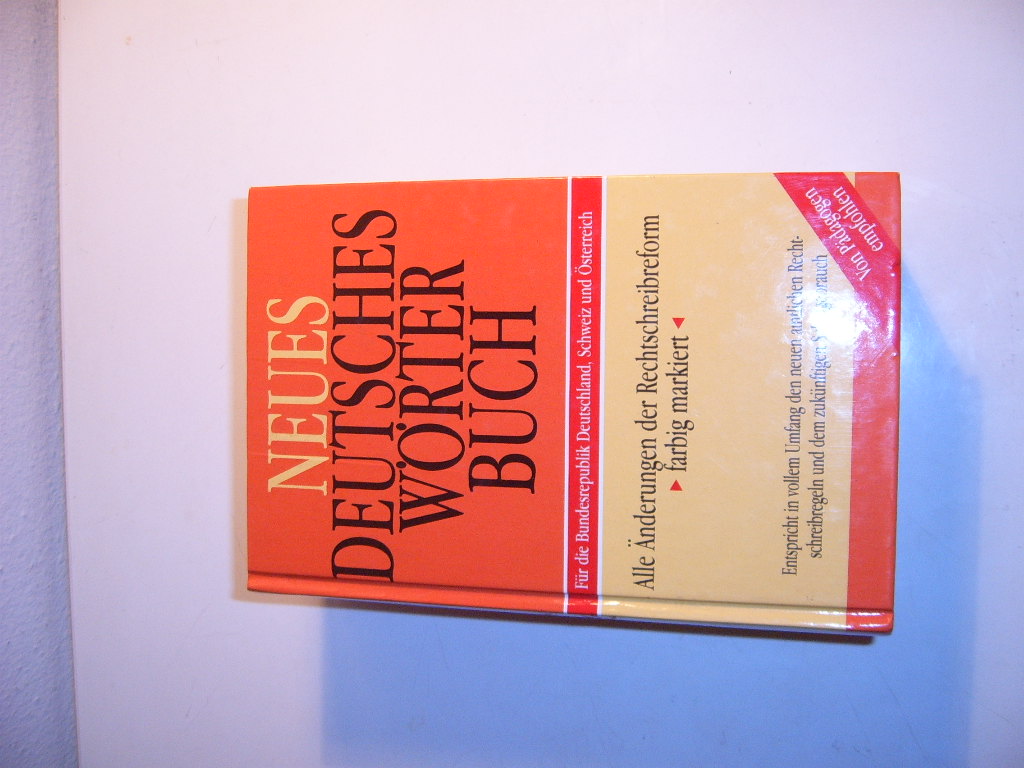 NEUES
DEUTSCHES
WÖRTER
BUCH
Für die Bundesrepublik Deutschland, Schweiz und Österreich
Alle Änderungen der Rechtschreibreform
▸ farbig markiert ◂
Entspricht in vollem Umfang den neuen amtlichen Recht-
schreibregeln und dem zukünftigen
Von Pädagogen
empfohlen